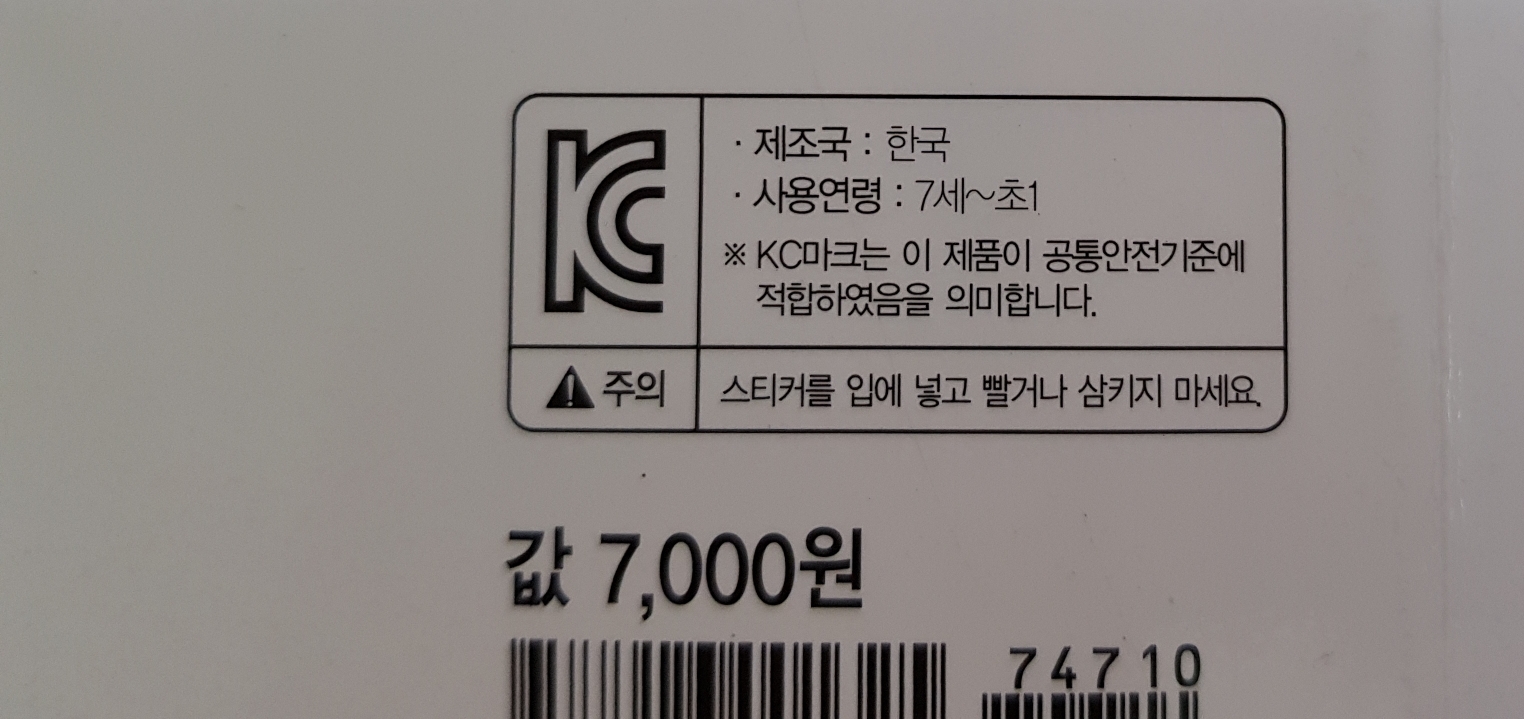 KC
· 제조국 : 한국
· 사용연령 : 7세~초1
※ KC마크는 이 제품이 공통안전기준에
적합하였음을 의미합니다.
주의
스티커를 입에 넣고 빨거나 삼키지 마세요.
값 7,000원
74710